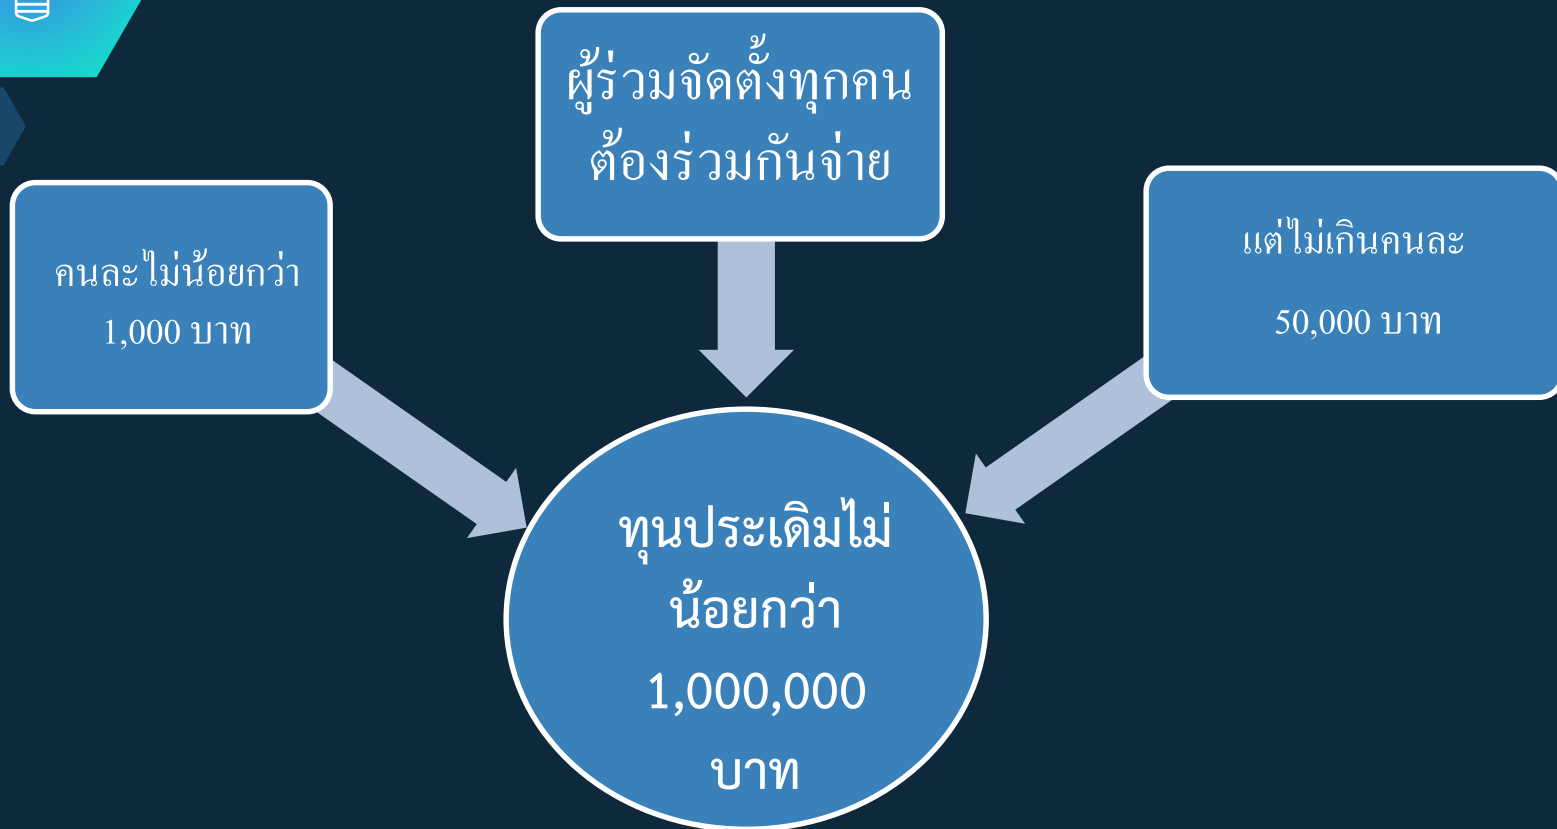 ผู้ร่วมจัดตั้งทุกคน
ต้องร่วมกันจ่าย
คนละไม่น้อยกว่า
1,000 บาท
แต่ไม่เกินคนละ
50,000 บาท
ทุนประเดิมไม่
น้อยกว่า
1,000,000
บาท